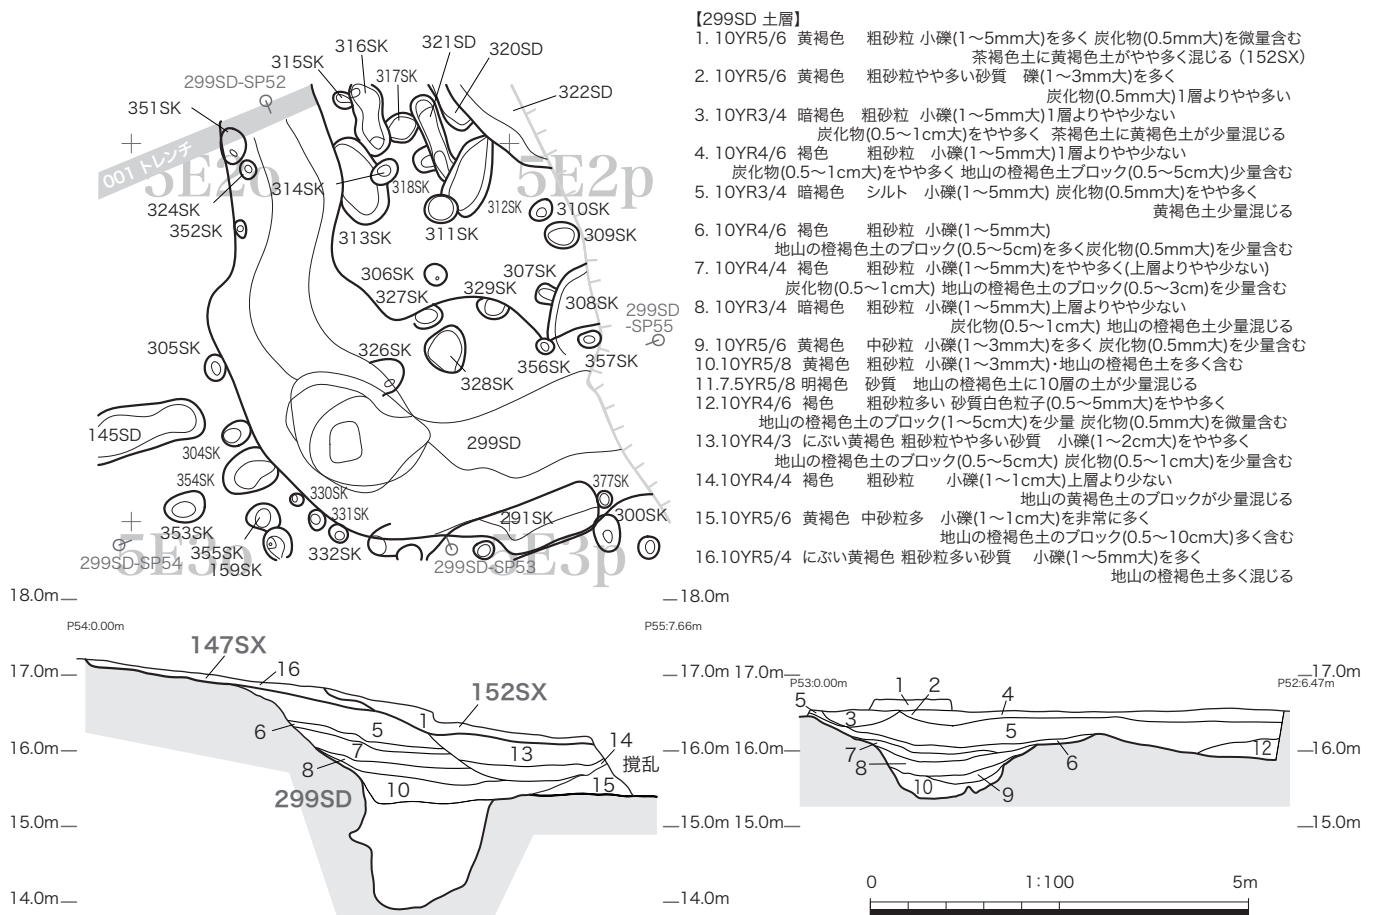 【299SD 土層】
1. 10YR5/6 黄褐色 粗砂粒 小礫(1〜5mm大)を多く 炭化物(0.5mm大)を微量含む
茶褐色土に黄褐色土がやや多く混じる (152SX)
2. 10YR5/6 黄褐色 粗砂粒やや多い砂質 礫(1〜3mm大)を多く
炭化物(0.5mm大)1層よりやや多い
3. 10YR3/4 暗褐色 粗砂粒 小礫(1〜5mm大)1層よりやや少ない
炭化物(0.5〜1cm大)をやや多く 茶褐色土に黄褐色土が少量混じる
4. 10YR4/6 褐色 粗砂粒 小礫(1〜5mm大)1層よりやや少ない
炭化物(0.5〜1cm大)をやや多く 地山の橙褐色土ブロック(0.5〜5cm大)少量含む
5. 10YR3/4 暗褐色 シルト 小礫(1〜5mm大) 炭化物(0.5mm大)をやや多く
黄褐色土少量混じる
6. 10YR4/6 褐色 粗砂粒 小礫(1〜5mm大)
地山の橙褐色土のブロック(0.5〜5cm)を多く炭化物(0.5mm大)を少量含む
7. 10YR4/4 褐色 粗砂粒 小礫(1〜5mm大)をやや多く(上層よりやや少ない)
炭化物(0.5〜1cm大) 地山の橙褐色土のブロック(0.5〜3cm)を少量含む
8. 10YR3/4 暗褐色 粗砂粒 小礫(1〜5mm大)上層よりやや少ない
炭化物(0.5〜1cm大) 地山の橙褐色土少量混じる
9. 10YR5/6 黄褐色 中砂粒 小礫(1〜3mm大)を多く 炭化物(0.5mm大)を少量含む
10.10YR5/8 黄褐色 粗砂粒 小礫(1〜3mm大)・地山の橙褐色土を多く含む
11.7.5YR5/8 明褐色 砂質 地山の橙褐色土に10層の土が少量混じる
12.10YR4/6 褐色 粗砂粒多い 砂質白色粒子(0.5〜5mm大)をやや多く
地山の橙褐色土のブロック(1〜5cm大)を少量 炭化物(0.5mm大)を微量含む
13.10YR4/3 にぶい黄褐色 粗砂粒やや多い砂質 小礫(1〜2cm大)をやや多く
地山の橙褐色土のブロック(0.5〜5cm大) 炭化物(0.5〜1cm大)を少量含む
14.10YR4/4 褐色 粗砂粒 小礫(1〜1cm大)上層より少ない
地山の黄褐色土のブロックが少量混じる
15.10YR5/6 黄褐色 中砂粒多 小礫(1〜1cm大)を非常に多く
地山の橙褐色土のブロック(0.5〜10cm大)多く含む
16.10YR5/4 にぶい黄褐色 粗砂粒多い砂質 小礫(1〜5mm大)を多く
地山の橙褐色土多く混じる
316SK
321SD
320SD
315SK
317SK
299SD-SP52
322SD
351SK
001 トレンチ
5E2o
5E2p
314SK
318SK
324SK
312SK
310SK
352SK
313SK
311SK
309SK
306SK
307SK
327SK
329SK
308SK
299SD
-SP55
305SK
326SK
356SK
357SK
328SK
145SD
299SD
304SK
354SK
330SK
377SK
331SK
291SK
300SK
353SK
355SK
332SK
299SD-SP54
5E3o
159SK
299SD-SP53
5E3p
18.0m
18.0m
P54:0.00m
P55:7.66m
147SX
16
17.0m
17.0m
152SX
1
5
6
7
13
14
16.0m
16.0m
撹乱
8
10
15
299SD
15.0m
15.0m
14.0m
14.0m
17.0m
17.0m
P53:0.00m
P52:6.47m
1
2
4
5
3
5
16.0m
16.0m
7
8
6
12
10
9
15.0m
15.0m
0
1:100
5m